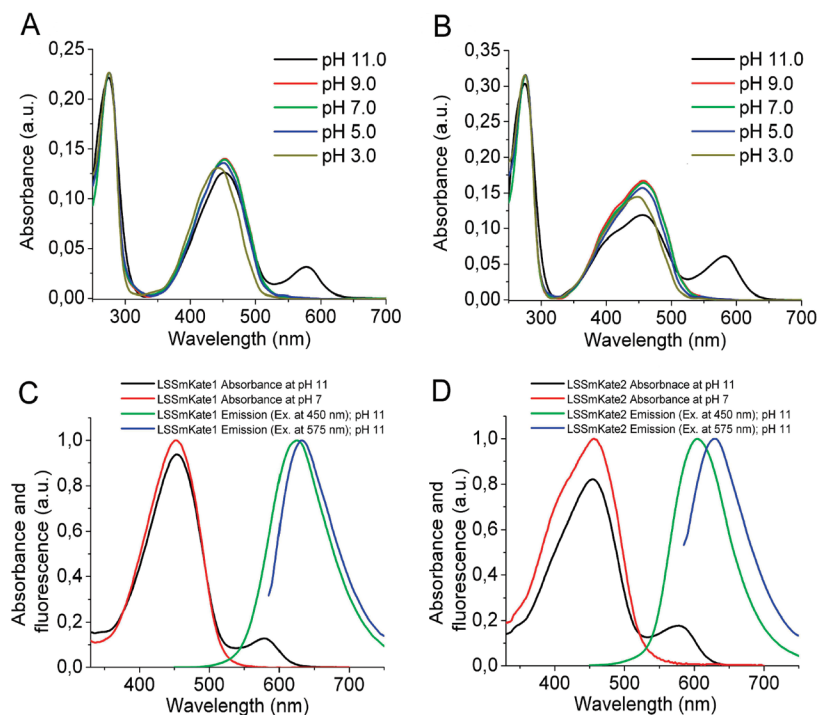 A
pH 11.0
pH 9.0
pH 7.0
pH 5.0
pH 3.0
Absorbance (a.u.)
0,25
0,20
0,15
0,10
0,05
0,00
300 400 500 600 700
Wavelength (nm)
B
pH 11.0
pH 9.0
pH 7.0
pH 5.0
pH 3.0
Absorbance (a.u.)
0,35
0,30
0,25
0,20
0,15
0,10
0,05
0,00
300 400 500 600 700
Wavelength (nm)
C
LSSmKate1 Absorbance at pH 11
LSSmKate1 Absorbance at pH 7
LSSmKate1 Emission (Ex. at 450 nm); pH 11
LSSmKate1 Emission (Ex. at 575 nm); pH 11
Absorbance and
fluorescence (a.u.)
1,0
0,8
0,6
0,4
0,2
0,0
400 500 600 700
Wavelength (nm)
D
LSSmKate2 Absorbnace at pH 11
LSSmKate2 Absorbance at pH 7
LSSmKate2 Emission (Ex. at 450 nm); pH 11
LSSmKate2 Emission (Ex. at 575 nm); pH 11
Absorbance and
fluorescence (a.u.)
1,0
0,8
0,6
0,4
0,2
0,0
400 500 600 700
Wavelength (nm)